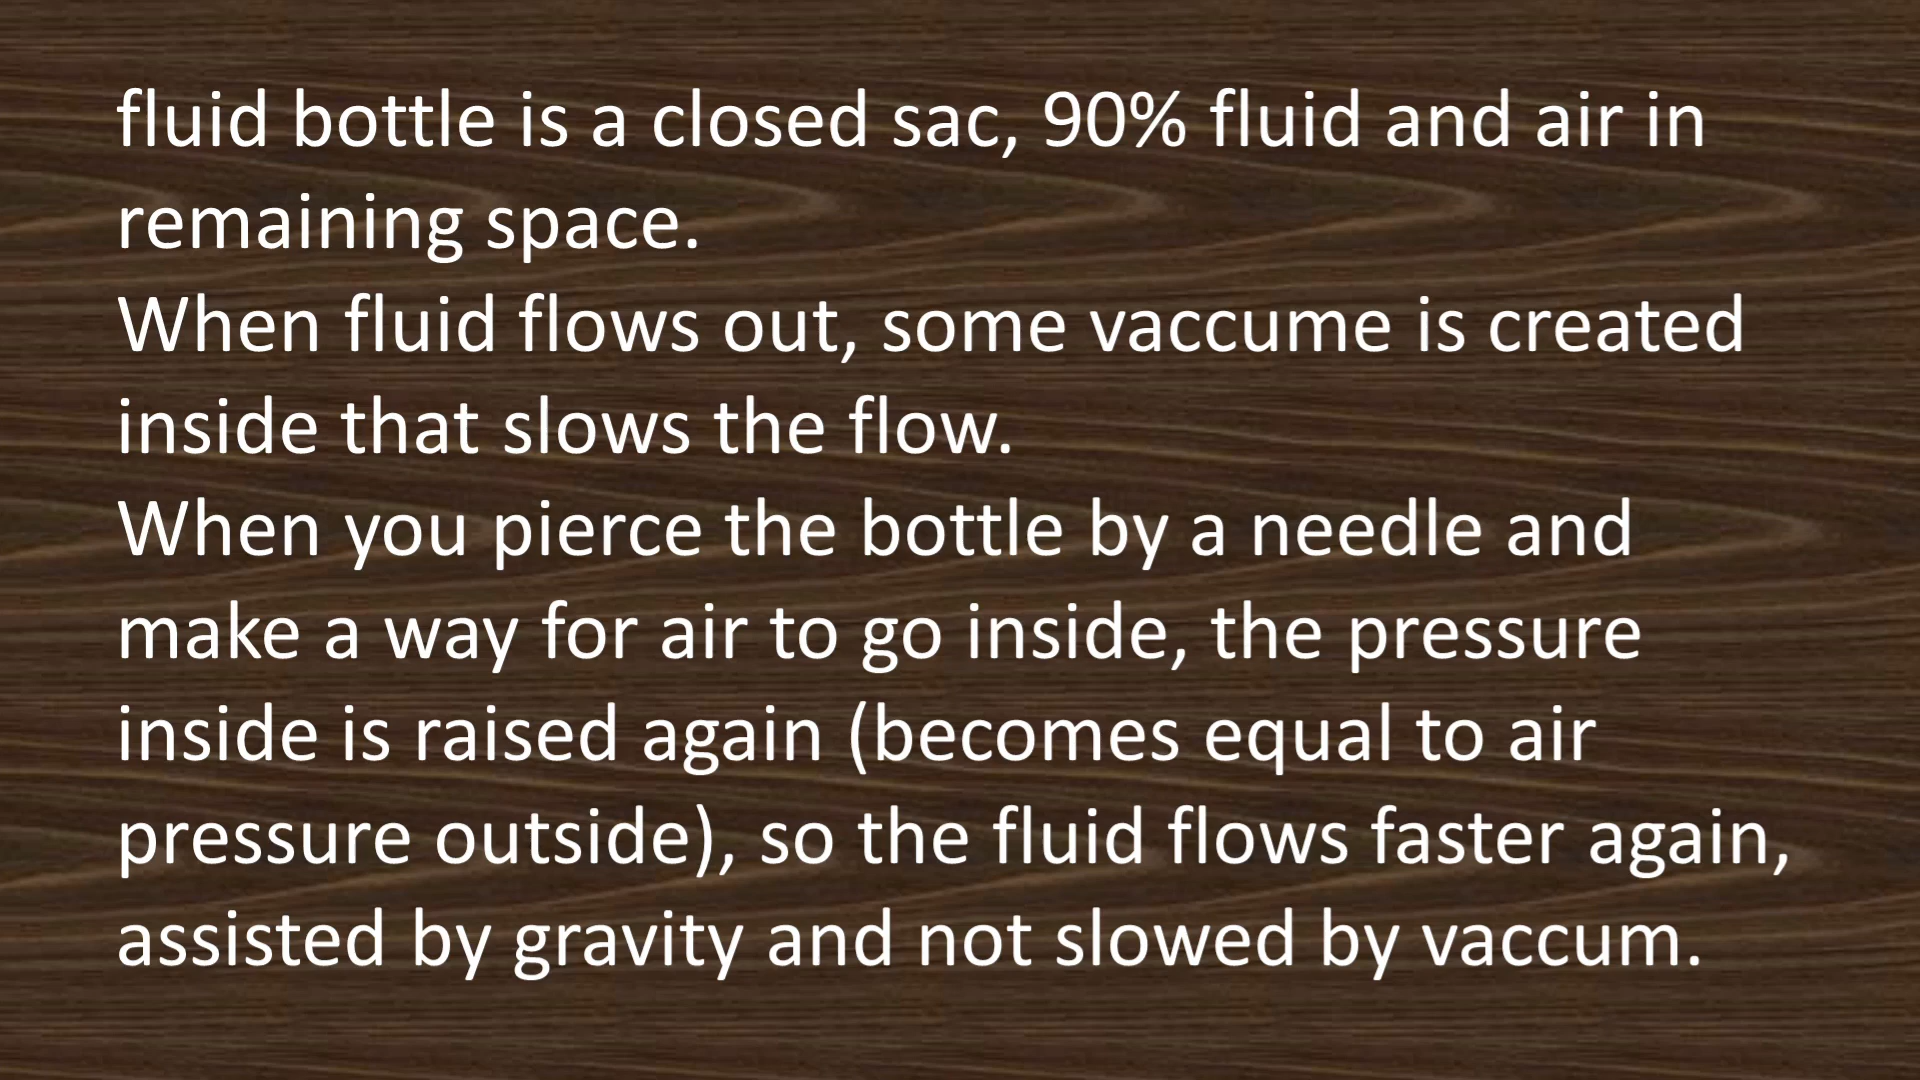 fluid bottle is a closed sac, 90% fluid and air in
remaining space.
When fluid flows out, some vaccume is created
inside that slows the flow.
When you pierce the bottle by a needle and
make a way for air to go inside, the pressure
inside is raised again (becomes equal to air
pressure outside), so the fluid flows faster again,
assisted by gravity and not slowed by vaccum.